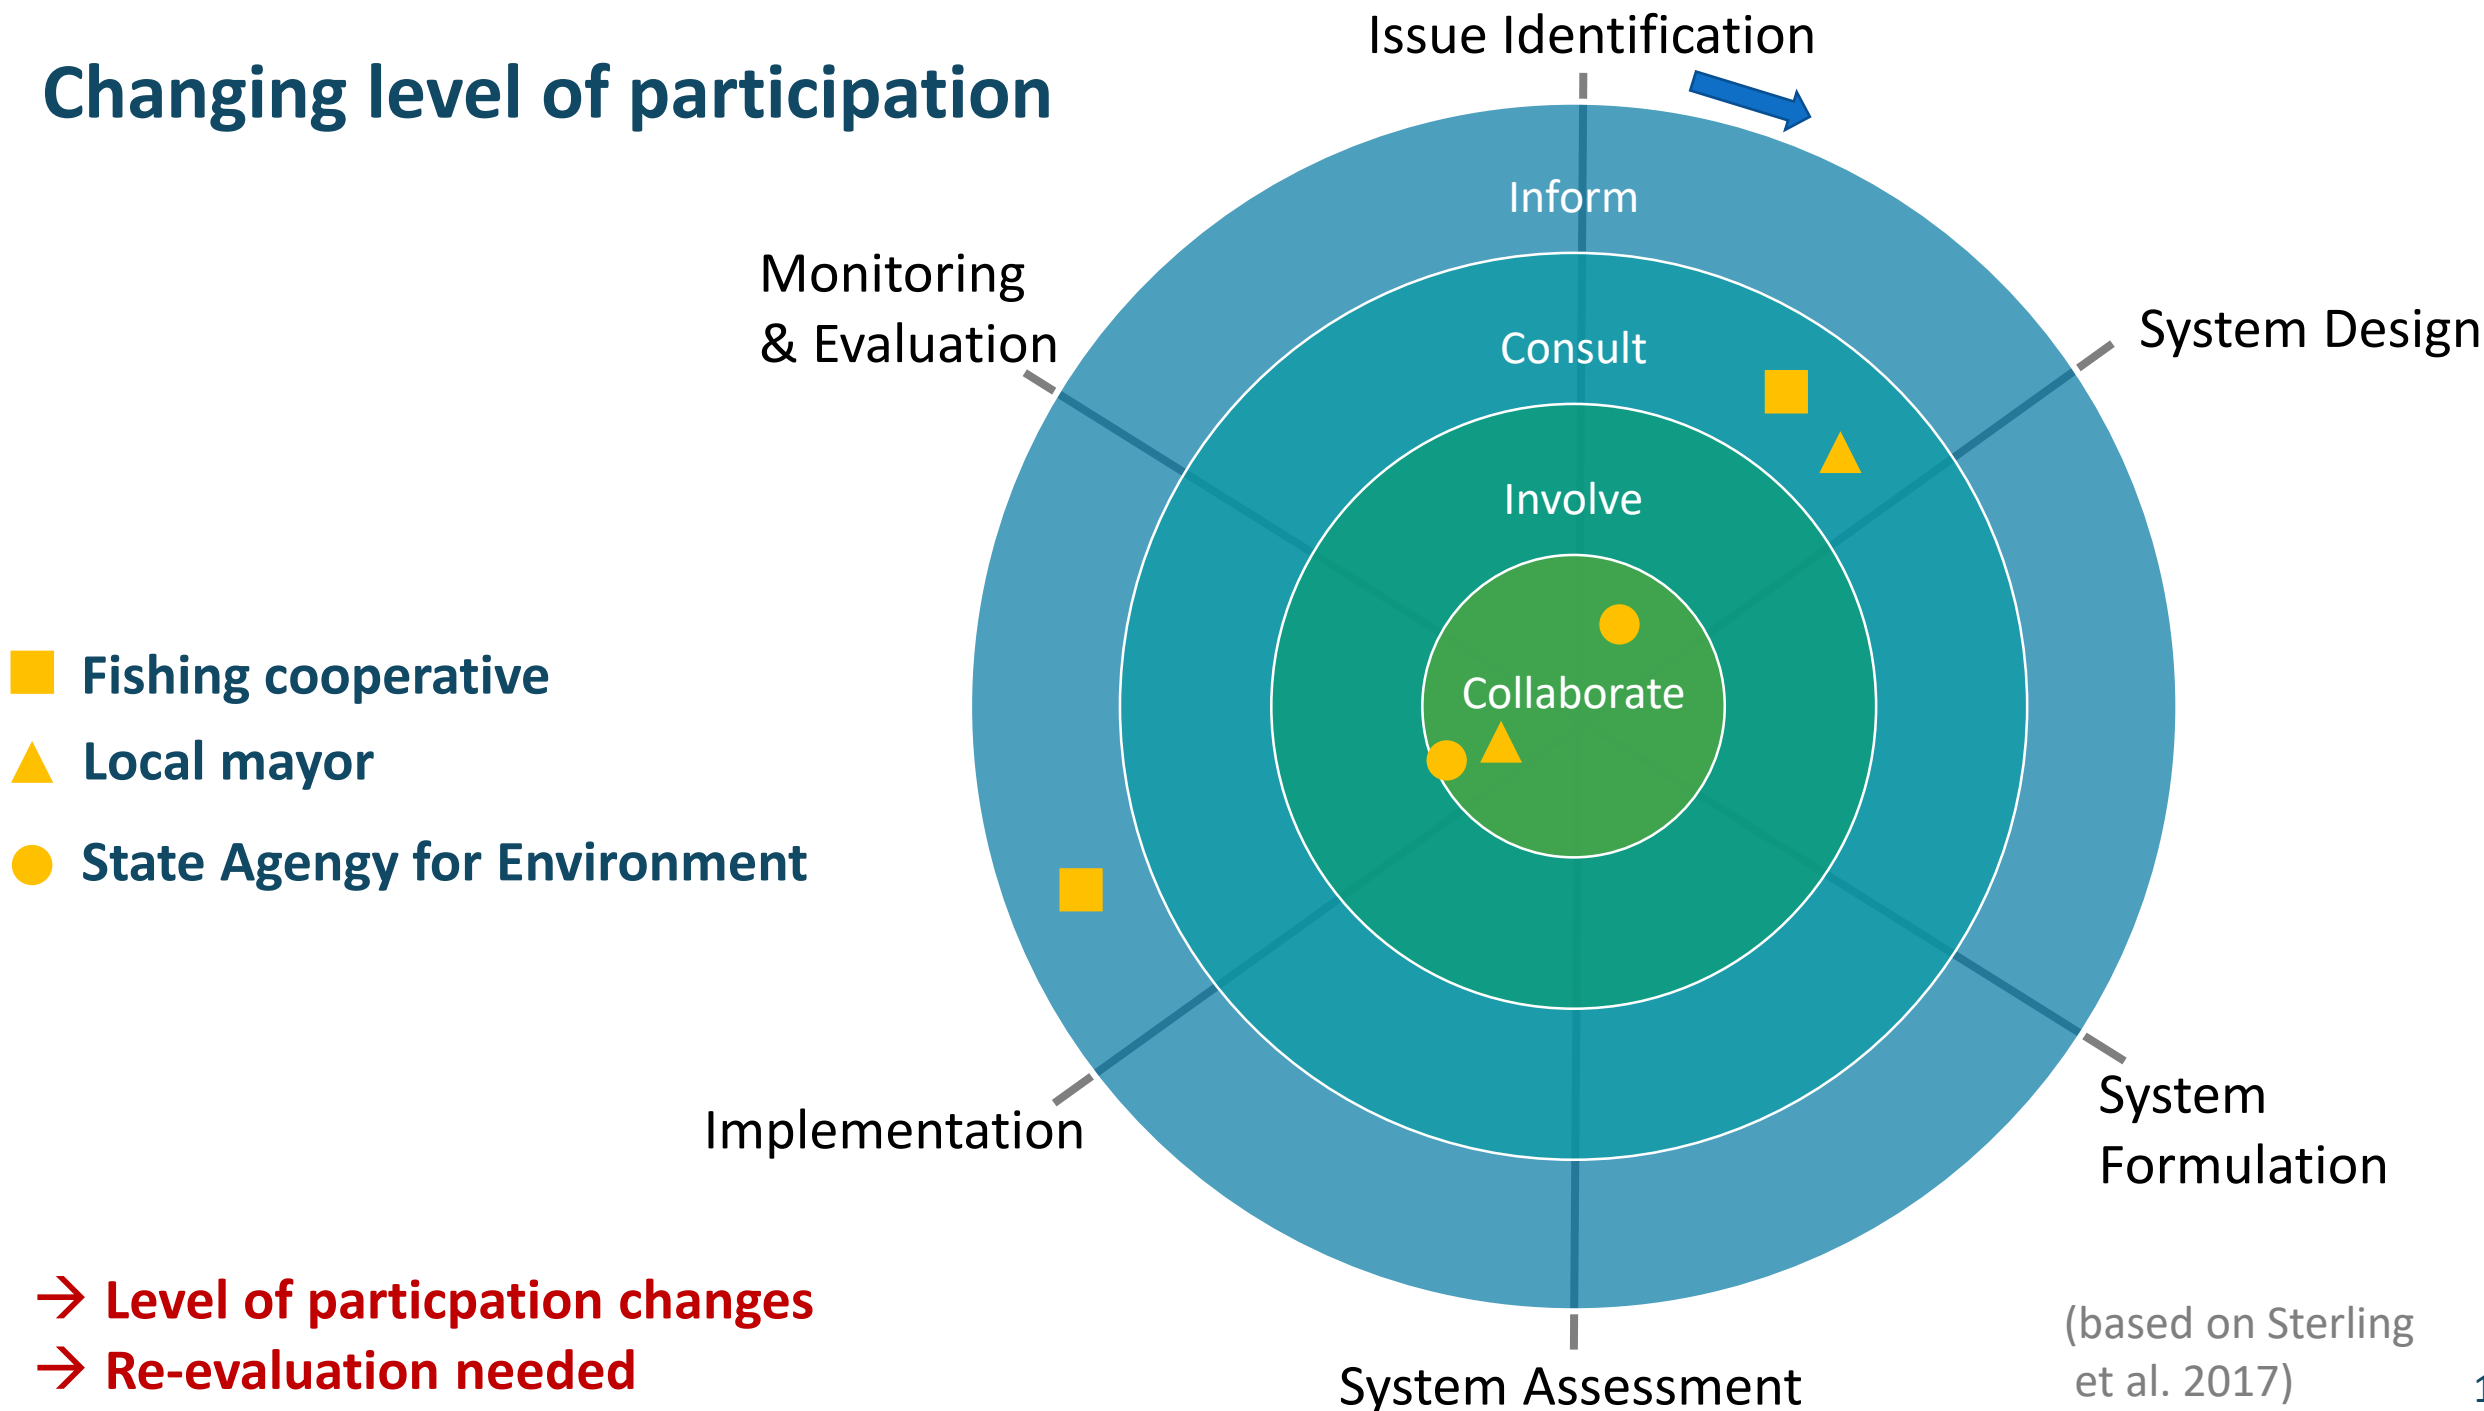 Changing level of participation
Issue Identification
Inform
Monitoring
& Evaluation
Consult
System Design
Involve
Collaborate
Fishing cooperative
Local mayor
State Agengy for Environment
Implementation
System
Formulation
→ Level of particpation changes
→ Re-evaluation needed
System Assessment
(based on Sterling
et al. 2017)
1